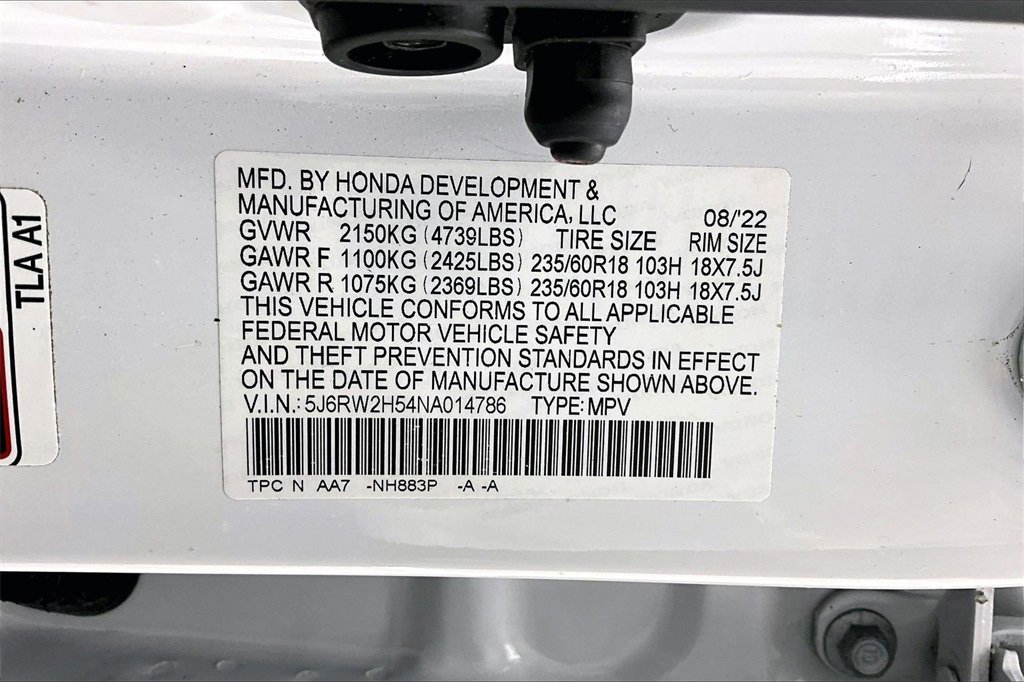 MFD. BY HONDA DEVELOPMENT &
MANUFACTURING OF AMERICA, LLC 08/'22
GVWR 2150KG (4739LBS) TIRE SIZE RIM SIZE
GAWR F 1100KG (2425LBS) 235/60R18 103H 18X7.5J
GAWR R 1075KG (2369LBS) 235/60R18 103H 18X7.5J
THIS VEHICLE CONFORMS TO ALL APPLICABLE
FEDERAL MOTOR VEHICLE SAFETY
AND THEFT PREVENTION STANDARDS IN EFFECT
ON THE DATE OF MANUFACTURE SHOWN ABOVE.
V.I.N.: 5J6RW2H54NA014786 TYPE: MPV
TPC N AA7 -NH883P -A -A
TLA A1